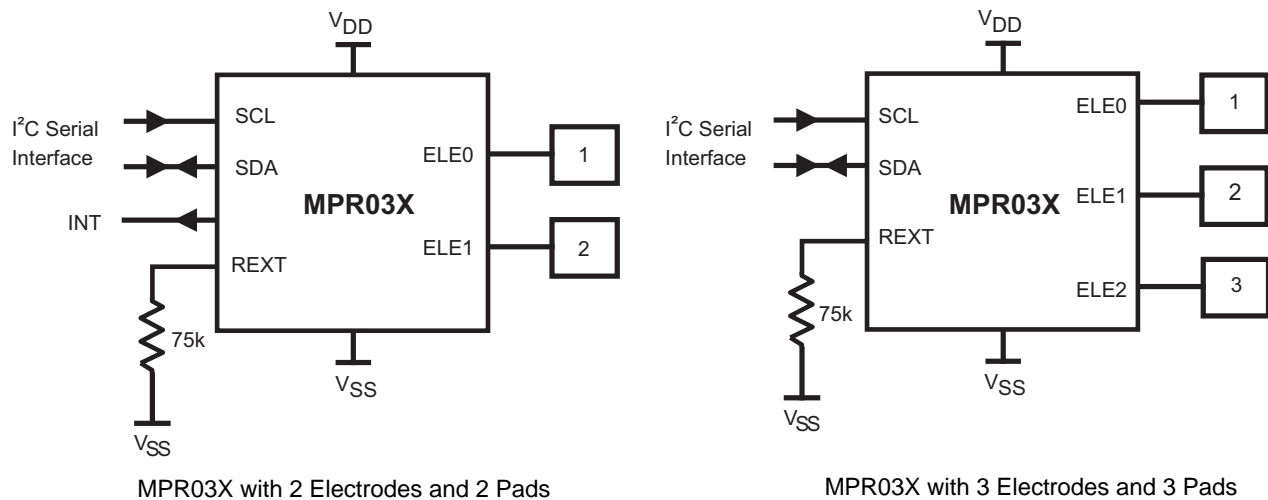 VDD
I²C Serial
Interface
SCL
SDA
INT
REXT
MPR03X
ELE0
ELE1
1
2
75k
VSS
VSS
MPR03X with 2 Electrodes and 2 Pads
VDD
I²C Serial
Interface
SCL
SDA
REXT
MPR03X
ELE0
ELE1
ELE2
1
2
3
75k
VSS
VSS
MPR03X with 3 Electrodes and 3 Pads